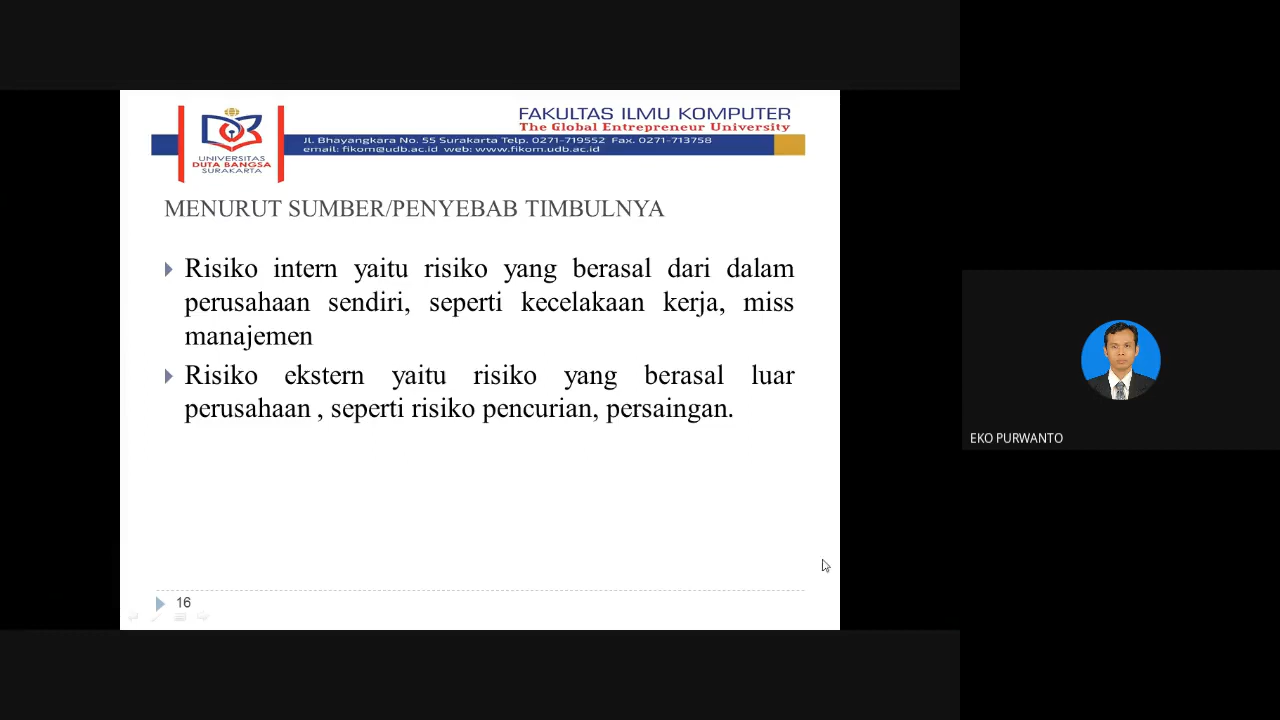 FAKULTAS ILMU KOMPUTER
The Global Entrepreneur University
Jl. Bhayangkara No. 55 Surakarta Telp. 0271-719552 Fax. 0271-713758
email: fikom@udb.ac.id web: www.fikom.udb.ac.id
UNIVERSITAS
DUTA BANGSA
SURAKARTA
MENURUT SUMBER/PENYEBAB TIMBULNYA
Risiko intern yaitu risiko yang berasal dari dalam
perusahaan sendiri, seperti kecelakaan kerja, miss
manajemen
Risiko ekstern yaitu risiko yang berasal luar
perusahaan , seperti risiko pencurian, persaingan.
16
EKO PURWANTO